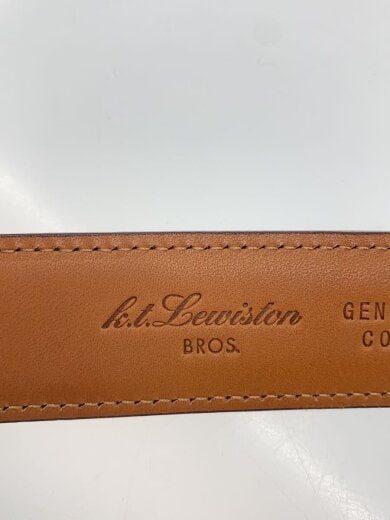 k.t.Lewiston
BROS.
GEN
CO